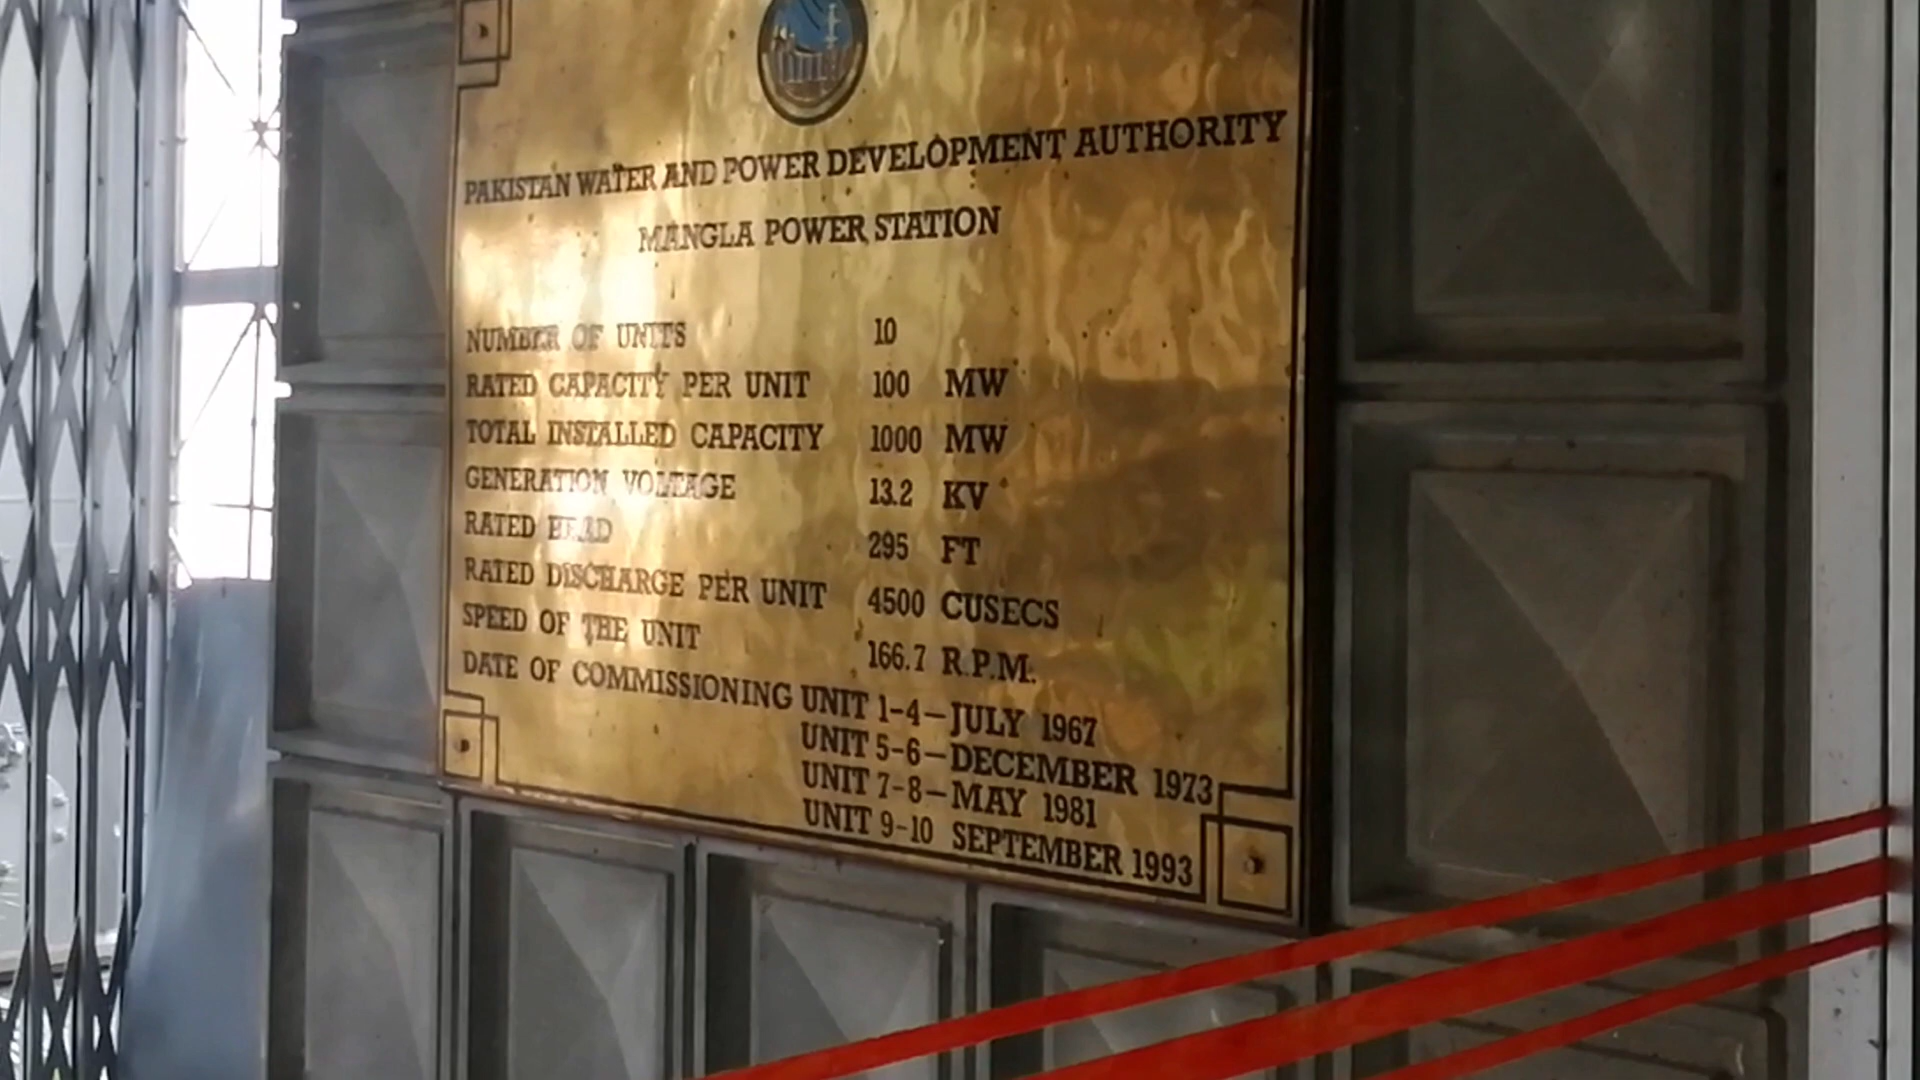 PAKISTAN WATER AND POWER DEVELOPMENT AUTHORITY
MANGLA POWER STATION
NUMBER OF UNITS 10
RATED CAPACITY PER UNIT 100 MW
TOTAL INSTALLED CAPACITY 1000 MW
GENERATION VOLTAGE 13.2 KV
RATED HEAD 295 FT
RATED DISCHARGE PER UNIT 4500 CUSECS
SPEED OF THE UNIT 166.7 R.P.M.
DATE OF COMMISSIONING UNIT 1-4-JULY 1967
UNIT 5-6-DECEMBER 1973
UNIT 7-8-MAY 1981
UNIT 9-10 SEPTEMBER 1993